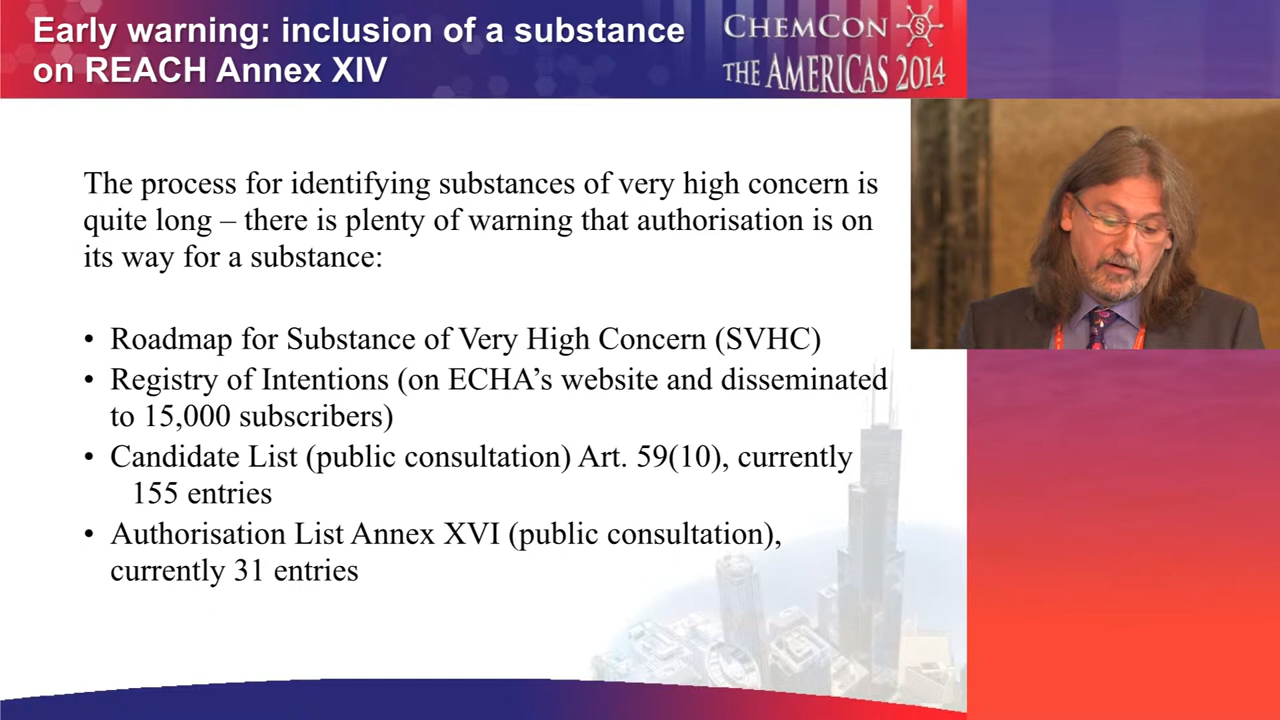 Early warning: inclusion of a substance
on REACH Annex XIV
CHEMCON §
THE AMERICAS 2014
The process for identifying substances of very high concern is
quite long – there is plenty of warning that authorisation is on
its way for a substance:
• Roadmap for Substance of Very High Concern (SVHC)
• Registry of Intentions (on ECHA’s website and disseminated
to 15,000 subscribers)
• Candidate List (public consultation) Art. 59(10), currently
155 entries
• Authorisation List Annex XVI (public consultation),
currently 31 entries